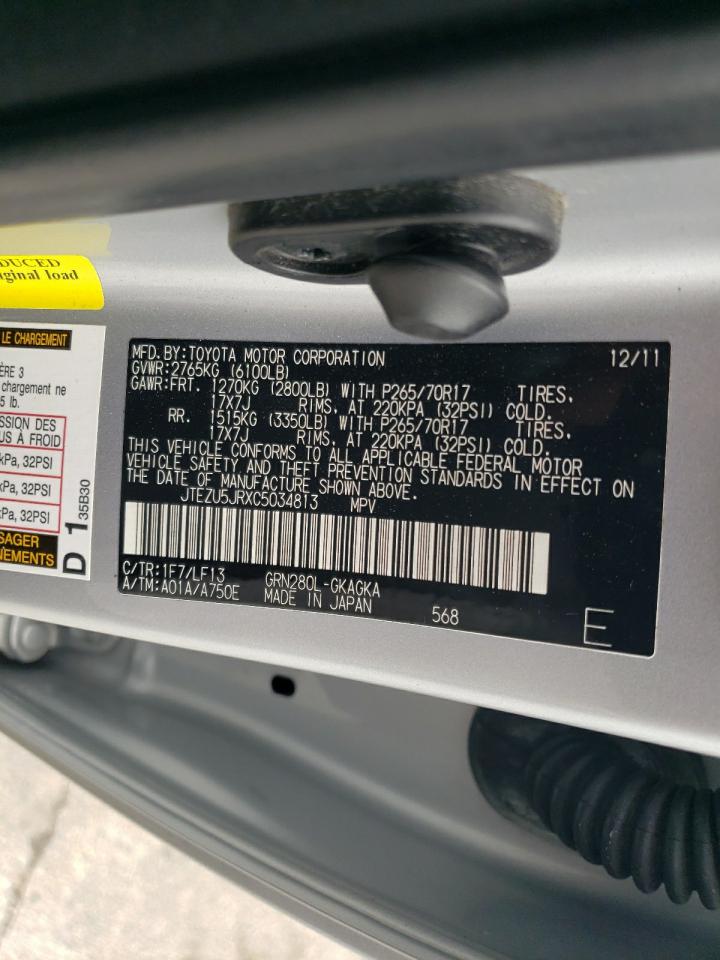 DUCED
iginal load
LE CHARGEMENT
ÈRE 3
chargement ne
5 lb.
SSION DES
US À FROID
kPa, 32PSI
kPa, 32PSI
kPa, 32PSI
SAGER
NEMENTS
D 1 35B30
MFD. BY: TOYOTA MOTOR CORPORATION 12/11
GVWR: 2765KG (6100LB)
GAWR: FRT. 1270KG (2800LB) WITH P265/70R17 TIRES.
17X7J RIMS. AT 220KPA (32PSI) COLD.
RR. 1515KG (3350LB) WITH P265/70R17 TIRES.
17X7J RIMS. AT 220KPA (32PSI) COLD.
THIS VEHICLE CONFORMS TO ALL APPLICABLE FEDERAL MOTOR
VEHICLE SAFETY AND THEFT PREVENTION STANDARDS IN EFFECT ON
THE DATE OF MANUFACTURE SHOWN ABOVE.
JTEZU5JRXC5034813 MPV
C/TR: 1F7/LF13 GRN280L-GKAGKA
A/TM: A01A/A750E MADE IN JAPAN 568 E